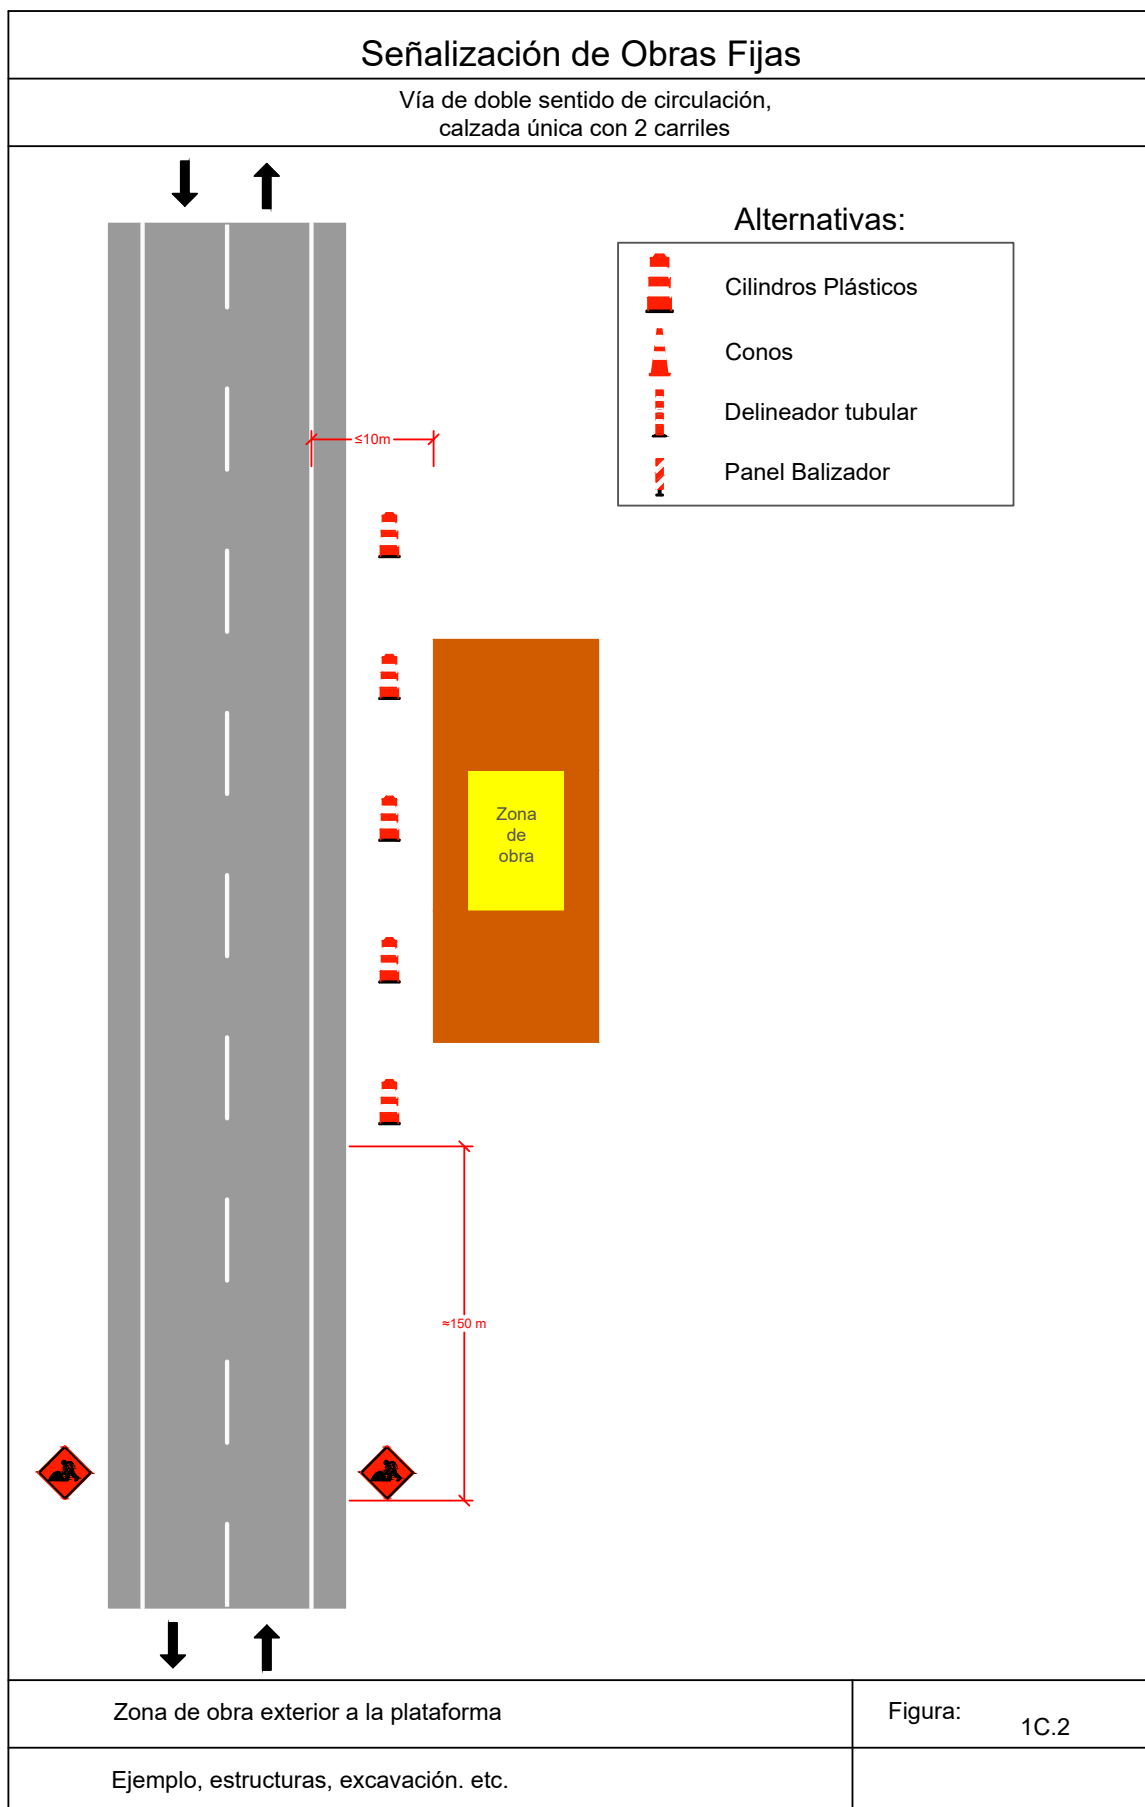 Señalización de Obras Fijas
Vía de doble sentido de circulación,
calzada única con 2 carriles
Alternativas:
Cilindros Plásticos
Conos
Delineador tubular
Panel Balizador
≤10m
Zona
de
obra
≈150 m
Zona de obra exterior a la plataforma
Figura:
1C.2
Ejemplo, estructuras, excavación. etc.